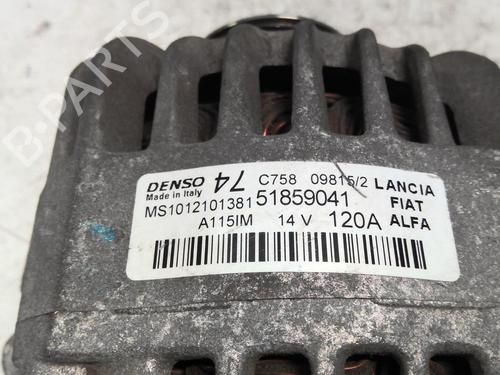 B-PARTS
DENSO 74 C758 09815/2 LANCIA
Made in Italy
MS1012101381 51859041 FIAT
A115IM 14 V 120A ALFA